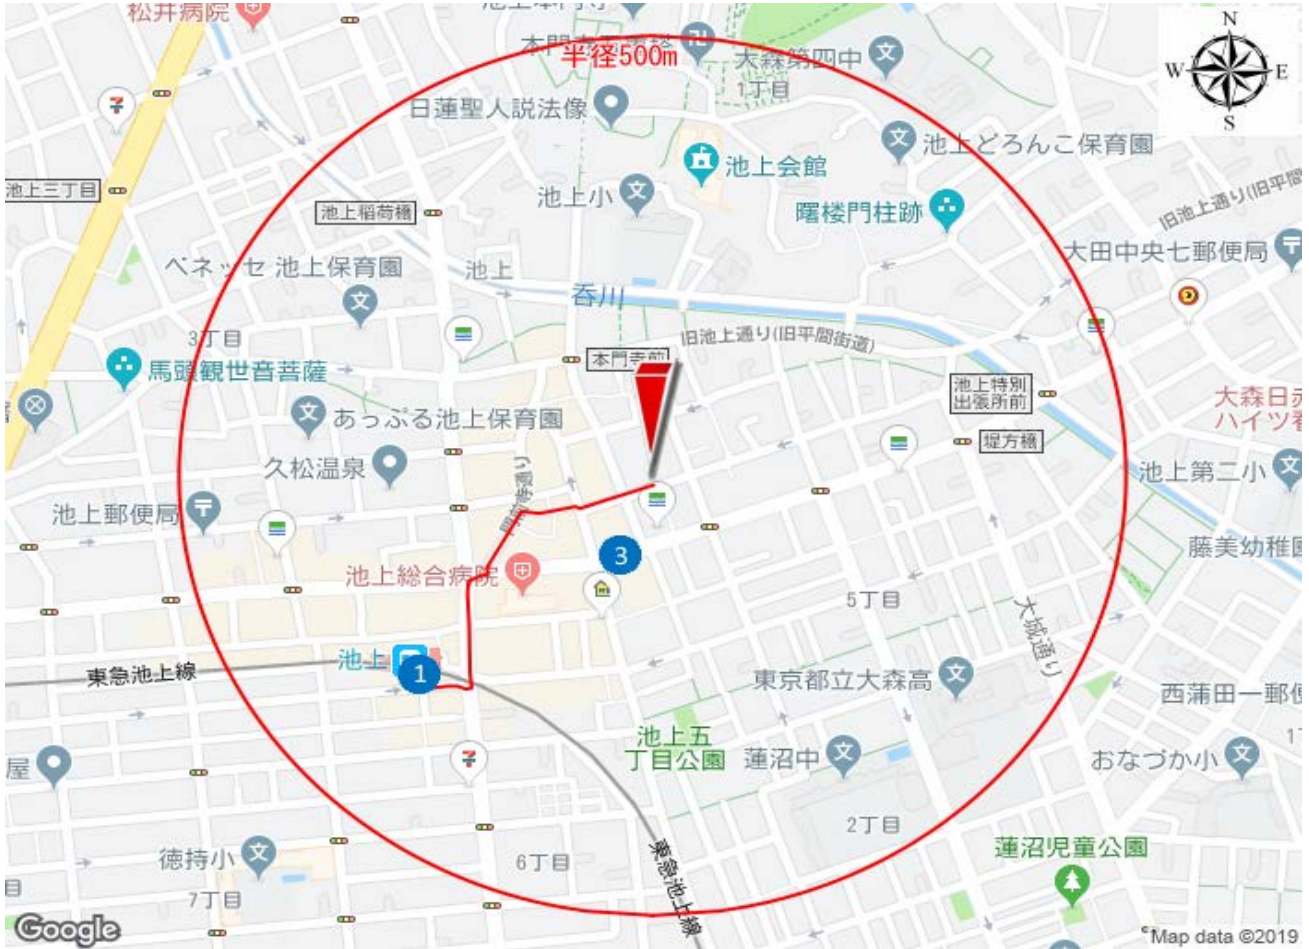 松井病院
半径500m
大森第四中
1丁目
N
W
E
S
日蓮聖人説法像
池上どろんこ保育園
池上会館
池上三丁目
池上小
池上稲荷橋
曙楼門柱跡
旧池上通り(旧平間
大田中央七郵便局
ベネッセ 池上保育園
池上
呑川
3丁目
旧池上通り(旧平間街道)
本門寺前
馬頭観世音菩薩
池上特別
出張所前
大森日赤
ハイツ
あっぷる池上保育園
堤方橋
久松温泉
池上第二小
池上郵便局
藤美幼稚園
3
池上総合病院
5丁目
大城通り
池上
1
東急池上線
東京都立大森高
西蒲田一郵便
池上五
丁目公園
蓮沼中
おなづか小
屋
2丁目
蓮沼児童公園
徳持小
6丁目
東急池上線
7丁目
Google
Map data ©2019